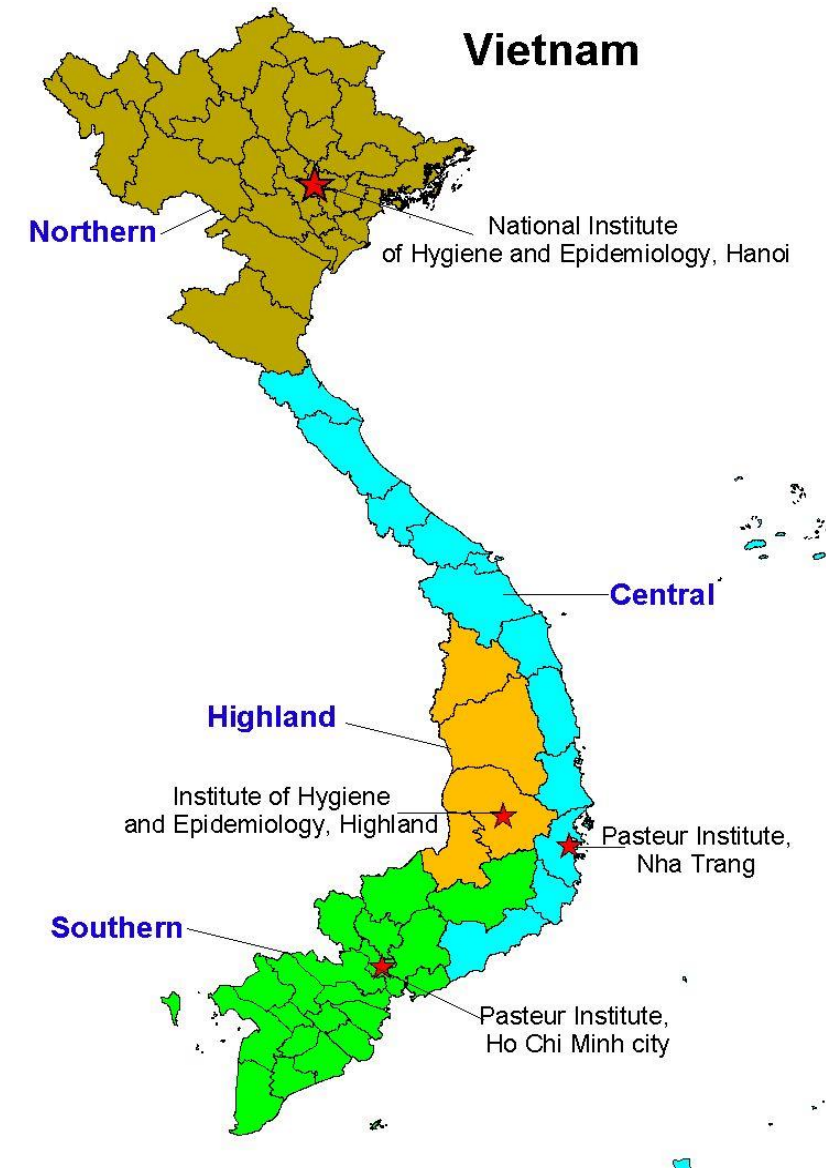 Vietnam
National Institute
of Hygiene and Epidemiology, Hanoi
Northern
Central
Highland
Institute of Hygiene
and Epidemiology, Highland
Pasteur Institute,
Nha Trang
Southern
Pasteur Institute,
Ho Chi Minh city